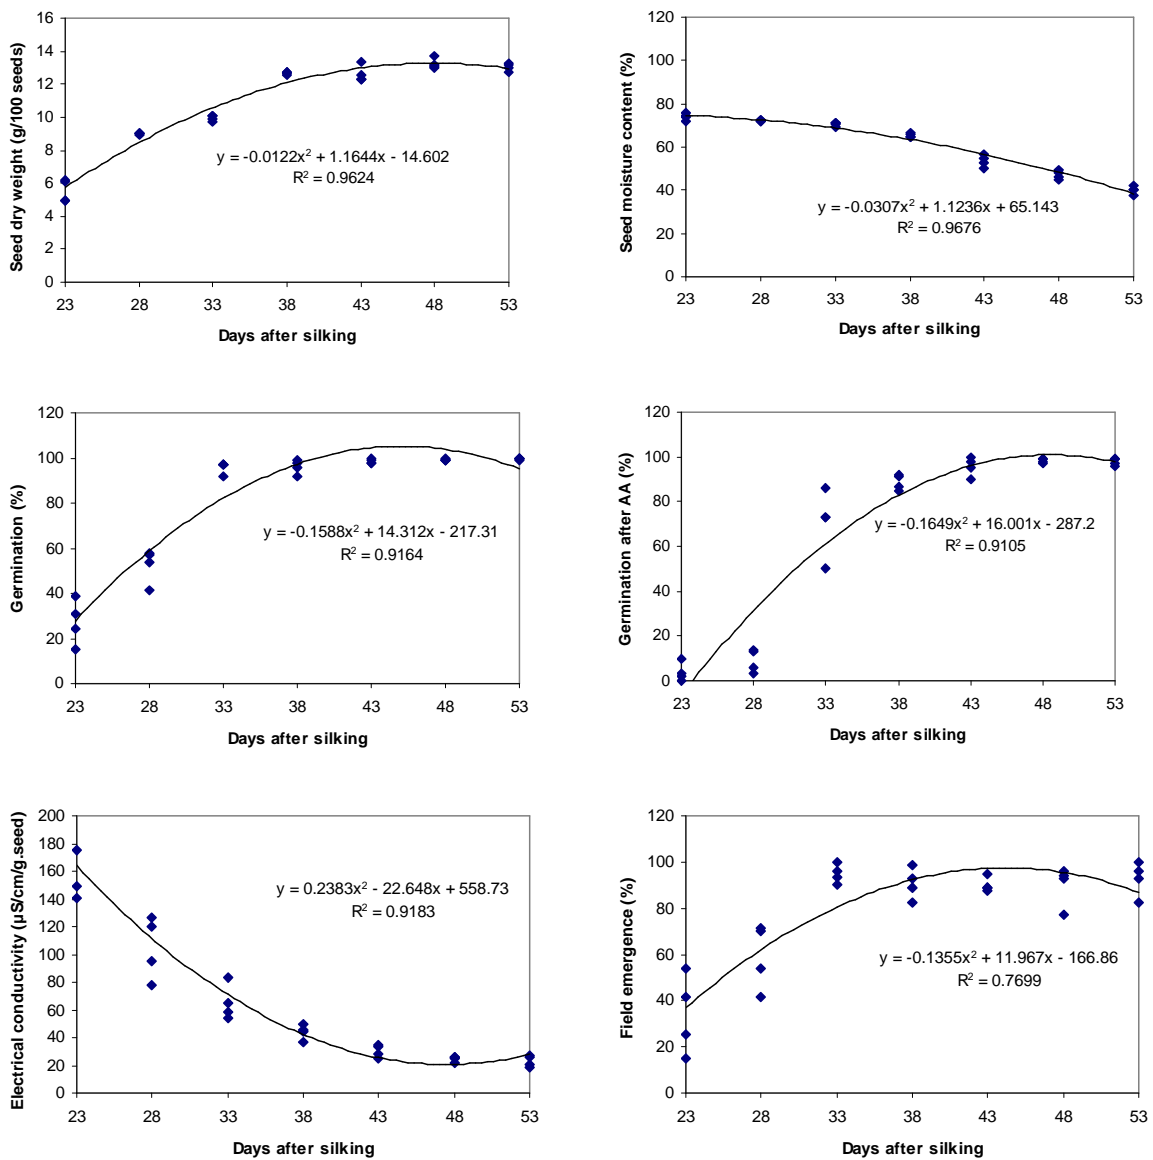 Seed dry weight (g/100 seeds)
16
14
12
10
8
6
4
2
0
y = -0.0122x² + 1.1644x - 14.602
R² = 0.9624
23 28 33 38 43 48 53
Days after silking
Seed moisture content (%)
120
100
80
60
40
20
0
y = -0.0307x² + 1.1236x + 65.143
R² = 0.9676
23 28 33 38 43 48 53
Days after silking
Germination (%)
120
100
80
60
40
20
0
y = -0.1588x² + 14.312x - 217.31
R² = 0.9164
23 28 33 38 43 48 53
Days after silking
Germination after AA (%)
120
100
80
60
40
20
0
y = -0.1649x² + 16.001x - 287.2
R² = 0.9105
23 28 33 38 43 48 53
Days after silking
Electrical conductivity (µS/cm/g.seed)
200
180
160
140
120
100
80
60
40
20
0
y = 0.2383x² - 22.648x + 558.73
R² = 0.9183
23 28 33 38 43 48 53
Days after silking
Field emergence (%)
120
100
80
60
40
20
0
y = -0.1355x² + 11.967x - 166.86
R² = 0.7699
23 28 33 38 43 48 53
Days after silking